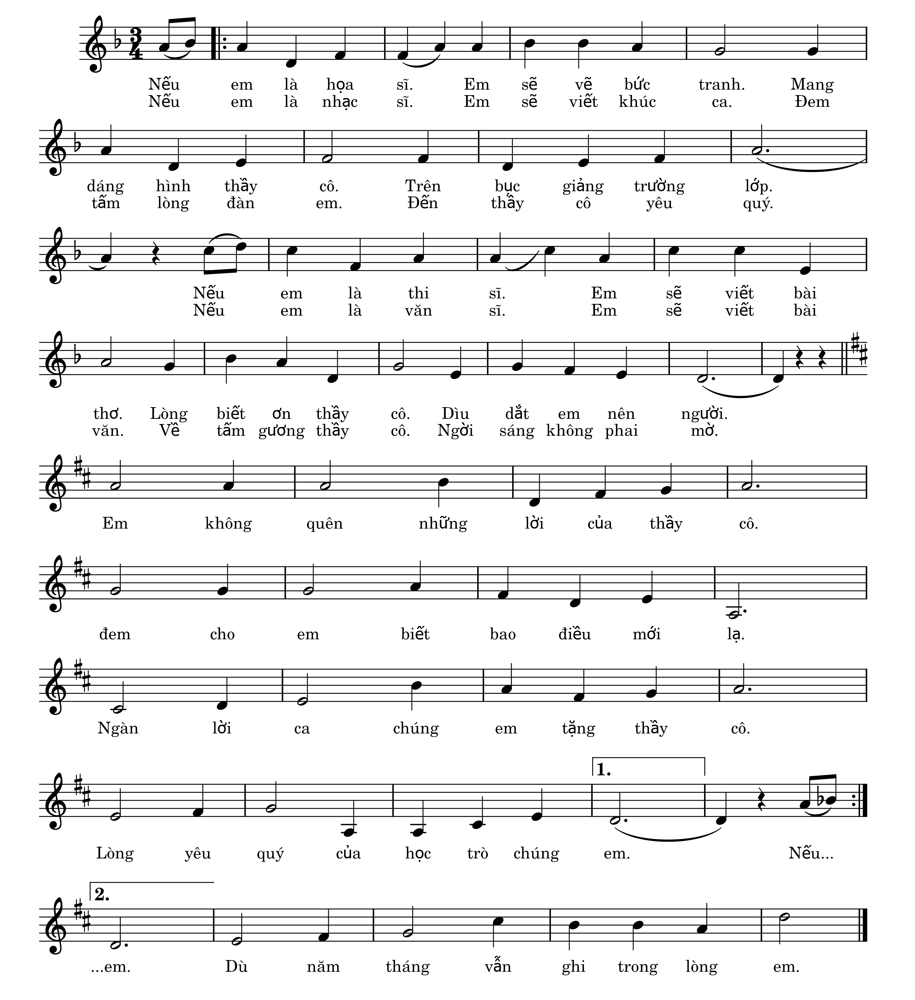 Nếu em là họa sĩ. Em sẽ vẽ bức tranh. Mang
Nếu em là nhạc sĩ. Em sẽ viết khúc ca. Đem
dáng hình thầy cô. Trên bục giảng trường lớp.
tấm lòng đàn em. Đến thầy cô yêu quý.
Nếu em là thi sĩ. Em sẽ viết bài
Nếu em là văn sĩ. Em sẽ viết bài
thơ. Lòng biết ơn thầy cô. Dìu dắt em nên người.
văn. Về tấm gương thầy cô. Ngời sáng không phai mờ.
Em không quên những lời của thầy cô.
đem cho em biết bao điều mới lạ.
Ngàn lời ca chúng em tặng thầy cô.
1.
Lòng yêu quý của học trò chúng em. Nếu...
2.
...em. Dù năm tháng vẫn ghi trong lòng em.